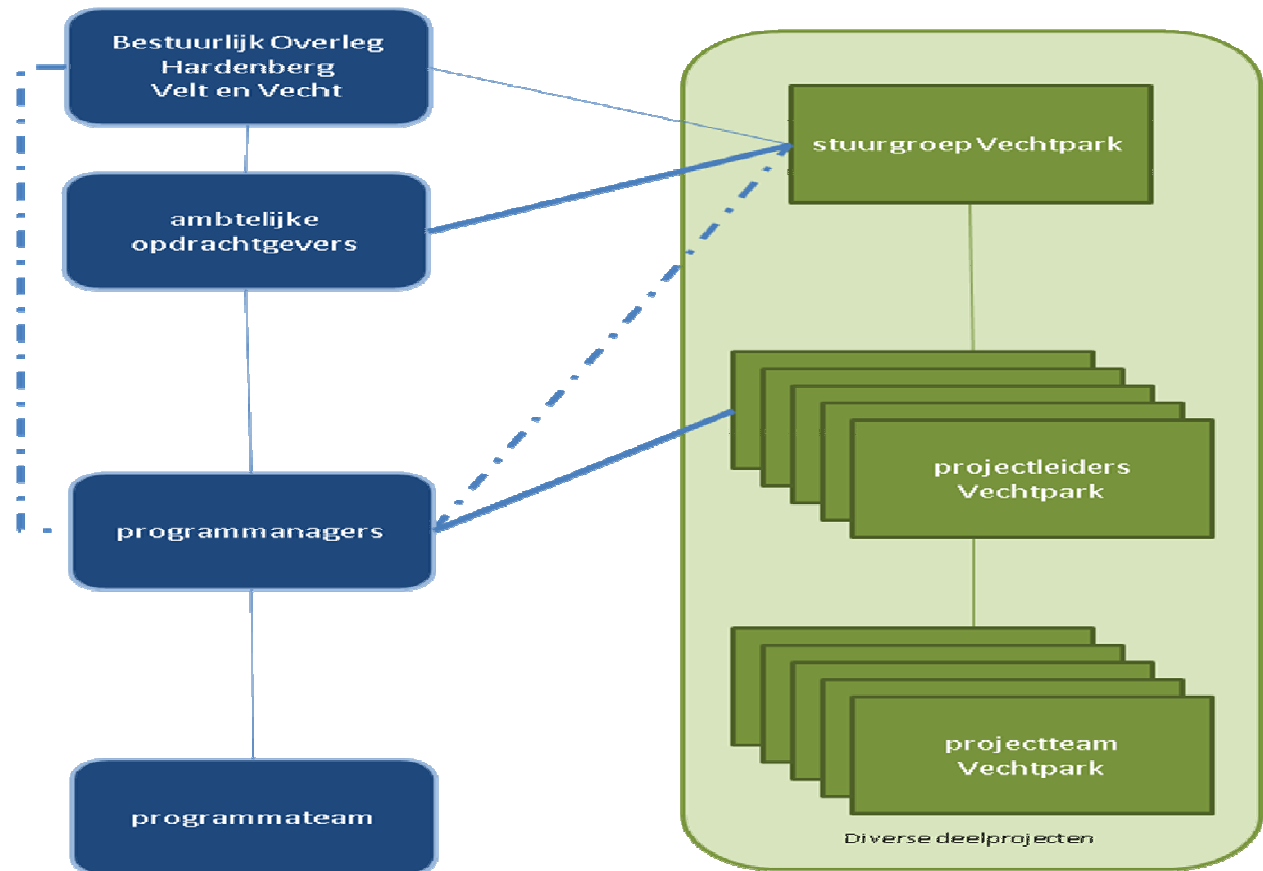 Bestuurlijk Overleg
Hardenberg
Velt en Vecht
ambtelijke
opdrachtgevers
programmanagers
programmateam
stuurgroep Vechtpark
projectleiders
Vechtpark
projectteam
Vechtpark
Diverse deelprojecten